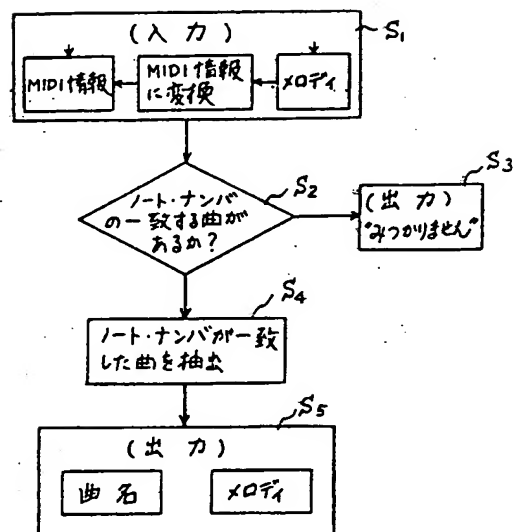 (入力)
S1
MIDI情報
MIDI情報
に変換
メロディ
ノート・ナンバ
の一致する曲が
あるか?
S2
S3
(出力)
"みつかりません"
S4
ノート・ナンバが一致
した曲を抽出
S5
(出力)
曲名
メロディ